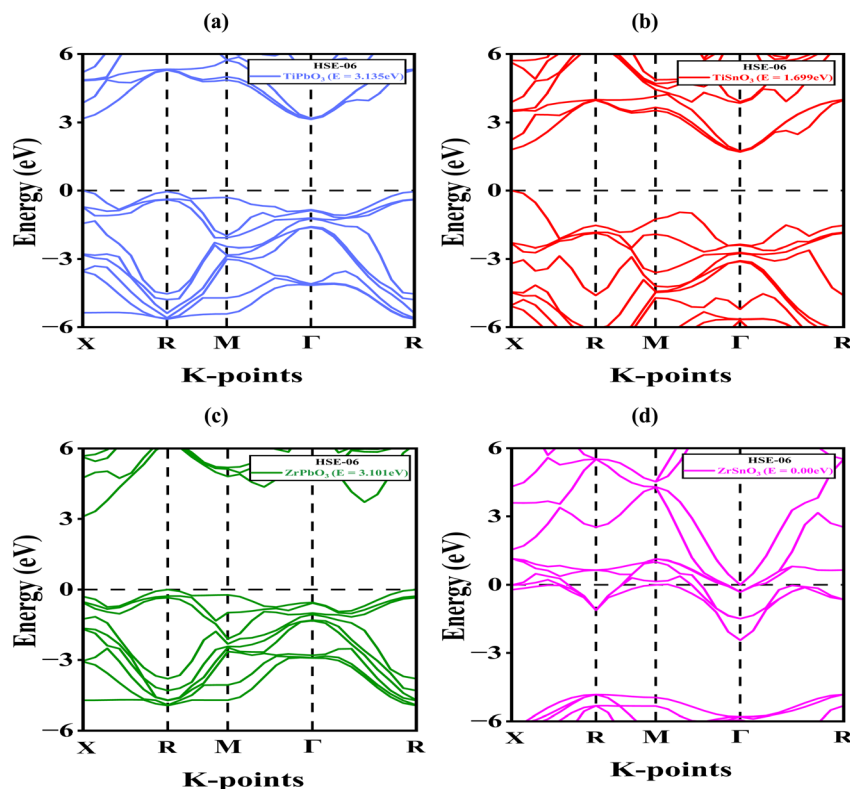 (a)
(b)
6
3
0
−3
−6
Energy (eV)
HSE-06
TiPbO₃ (E = 3.135eV)
X R M Γ R
K-points
6
3
0
−3
−6
Energy (eV)
HSE-06
TiSnO₃ (E = 1.699eV)
X R M Γ R
K-points
(c)
(d)
6
3
0
−3
−6
Energy (eV)
HSE-06
ZrPbO₃ (E = 3.101eV)
X R M Γ R
K-points
6
3
0
−3
−6
Energy (eV)
HSE-06
ZrSnO₃ (E = 0.00eV)
X R M Γ R
K-points